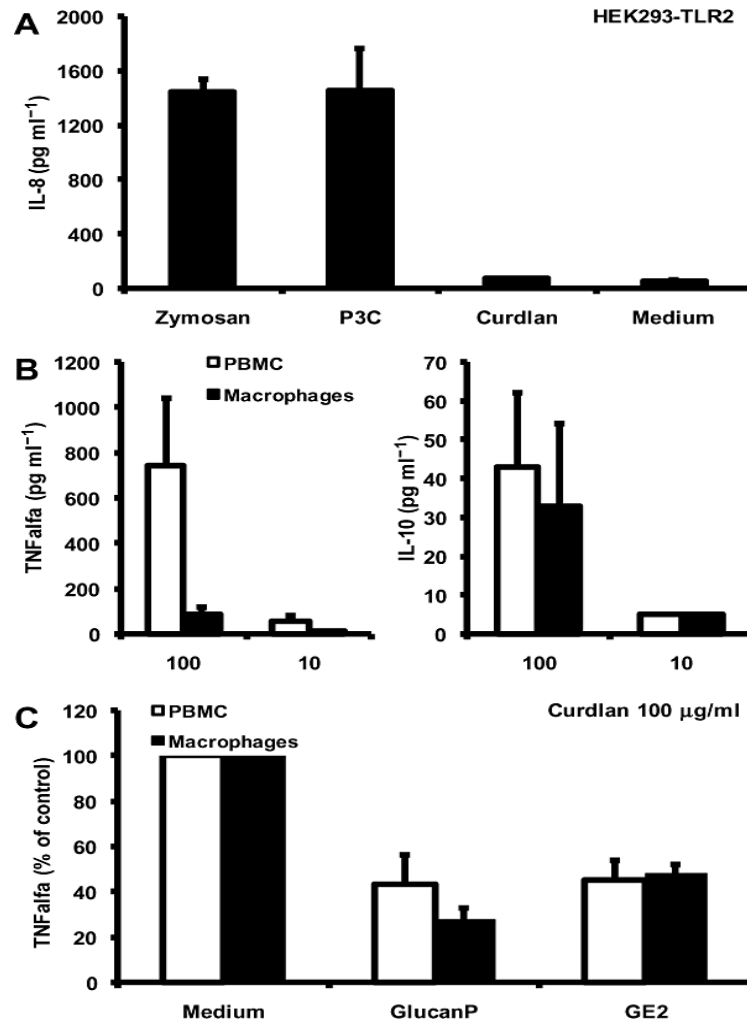 A
HEK293-TLR2
IL-8 (pg ml⁻¹)
2000
1600
1200
800
400
0
Zymosan P3C Curdlan Medium
B
TNFalfa (pg ml⁻¹)
1200
1000
800
600
400
200
0
PBMC
Macrophages
100 10
IL-10 (pg ml⁻¹)
70
60
50
40
30
20
10
0
100 10
C
Curdlan 100 µg/ml
TNFalfa (% of control)
120
100
80
60
40
20
0
PBMC
Macrophages
Medium GlucanP GE2